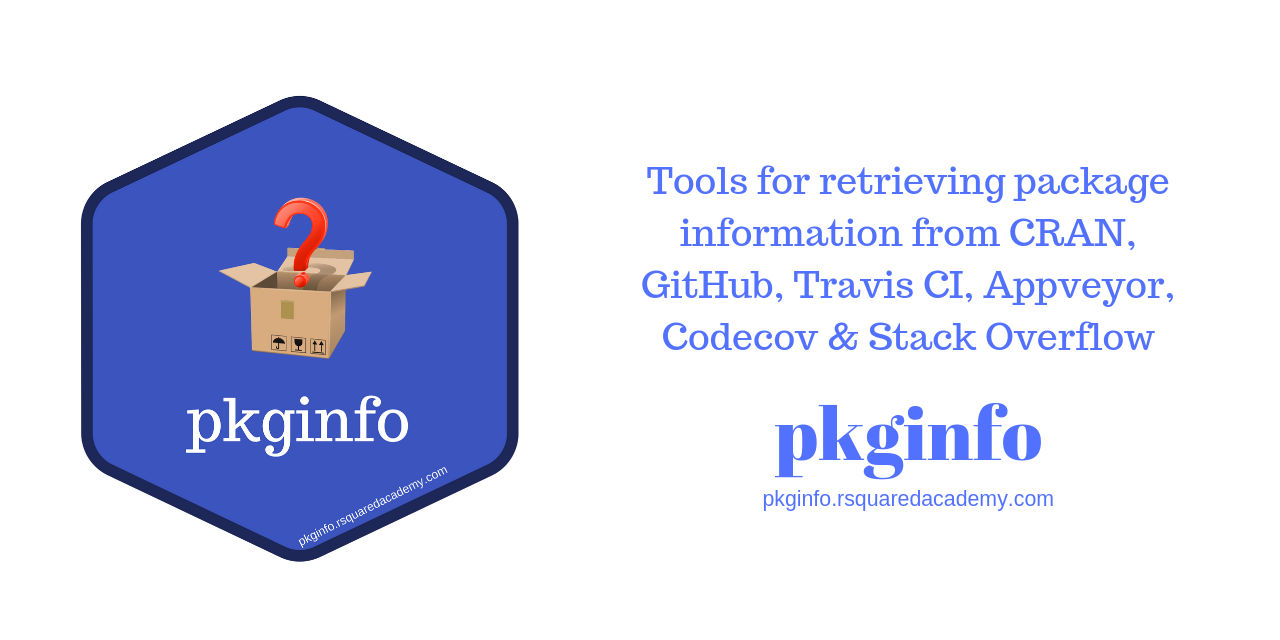 pkginfo
pkginfo.rsquaredacademy.com
Tools for retrieving package
information from CRAN,
GitHub, Travis CI, Appveyor,
Codecov & Stack Overflow
pkginfo
pkginfo.rsquaredacademy.com